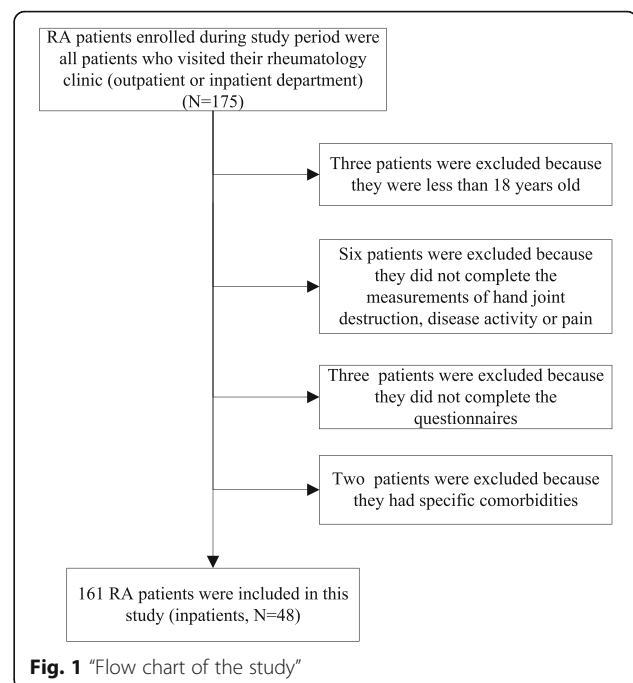 RA patients enrolled during study period were
all patients who visited their rheumatology
clinic (outpatient or inpatient department)
(N=175)
Three patients were excluded because
they were less than 18 years old
Six patients were excluded because
they did not complete the
measurements of hand joint
destruction, disease activity or pain
Three patients were excluded because
they did not complete the
questionnaires
Two patients were excluded because
they had specific comorbidities
161 RA patients were included in this
study (inpatients, N=48)
Fig. 1 “Flow chart of the study”